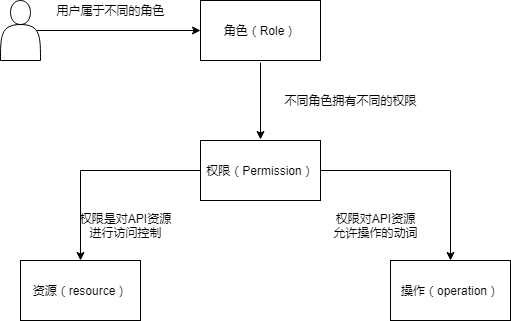 用户属于不同的角色
角色（Role）
不同角色拥有不同的权限
权限（Permission）
权限是对API资源
进行访问控制
权限对API资源
允许操作的动词
资源（resource）
操作（operation）